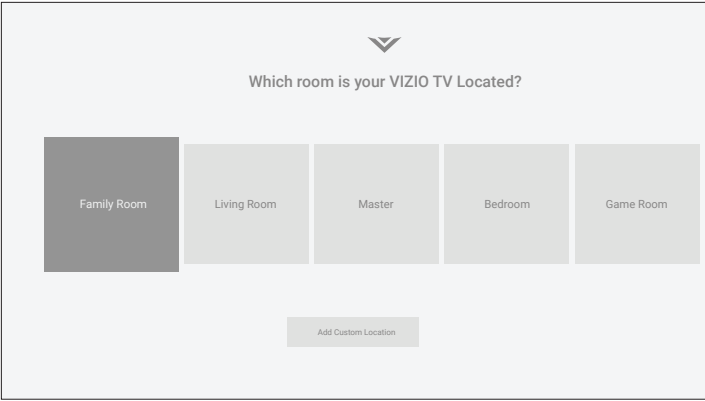 Which room is your VIZIO TV Located?
Family Room
Living Room
Master
Bedroom
Game Room
Add Custom Location